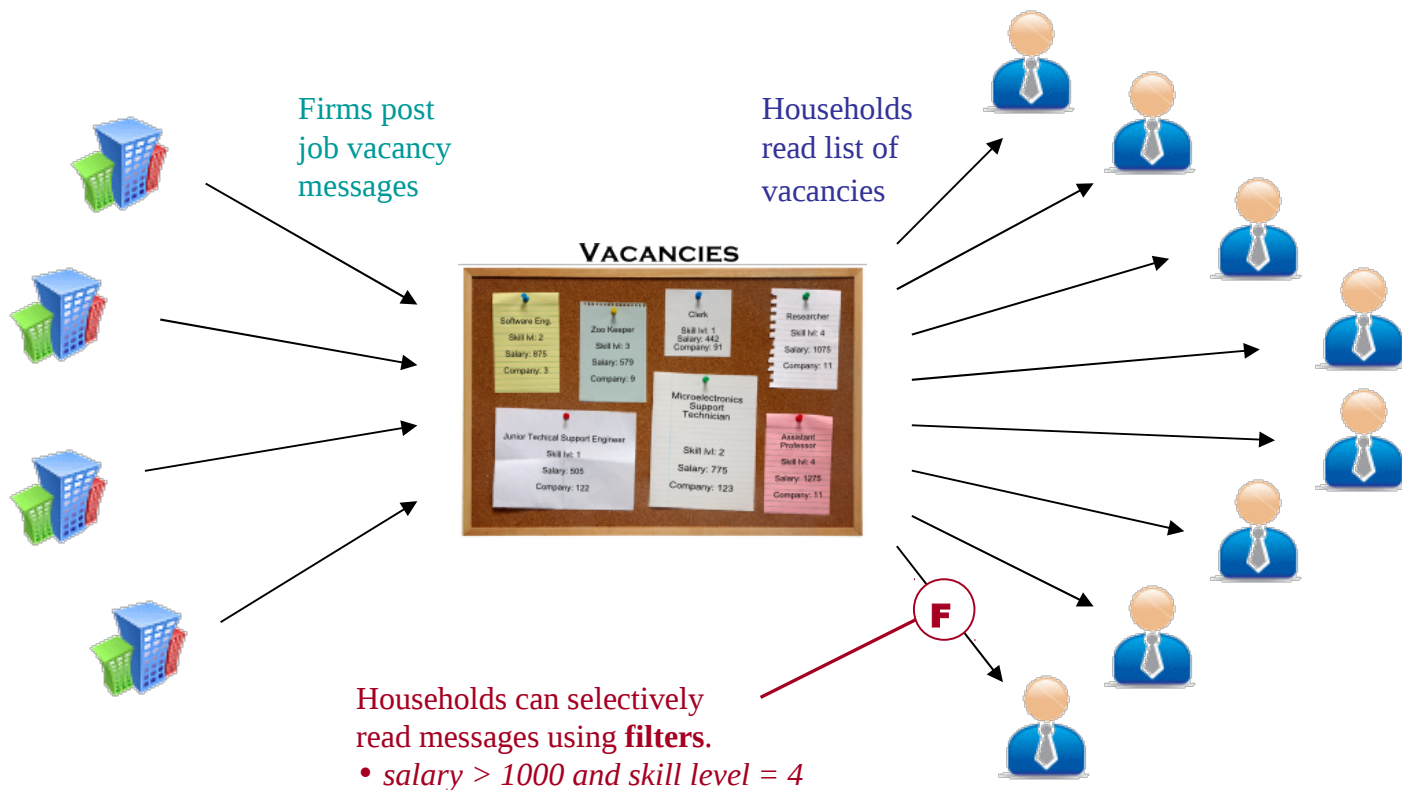 Firms post
job vacancy
messages
Households
read list of
vacancies
VACANCIES
Software Eng.
Skill lvl: 2
Salary: 875
Company: 3
Zoo Keeper
Skill lvl: 3
Salary: 579
Company: 9
Clerk
Skill lvl: 1
Salary: 442
Company: 91
Researcher
Skill lvl: 4
Salary: 1075
Company: 11
Junior Techical Support Engineer
Skill lvl: 1
Salary: 505
Company: 122
Microelectronics
Support
Technician
Skill lvl: 2
Salary: 775
Company: 123
Assistant
Professor
Skill lvl: 4
Salary: 1275
Company: 11
F
Households can selectively
read messages using filters.
• salary > 1000 and skill level = 4